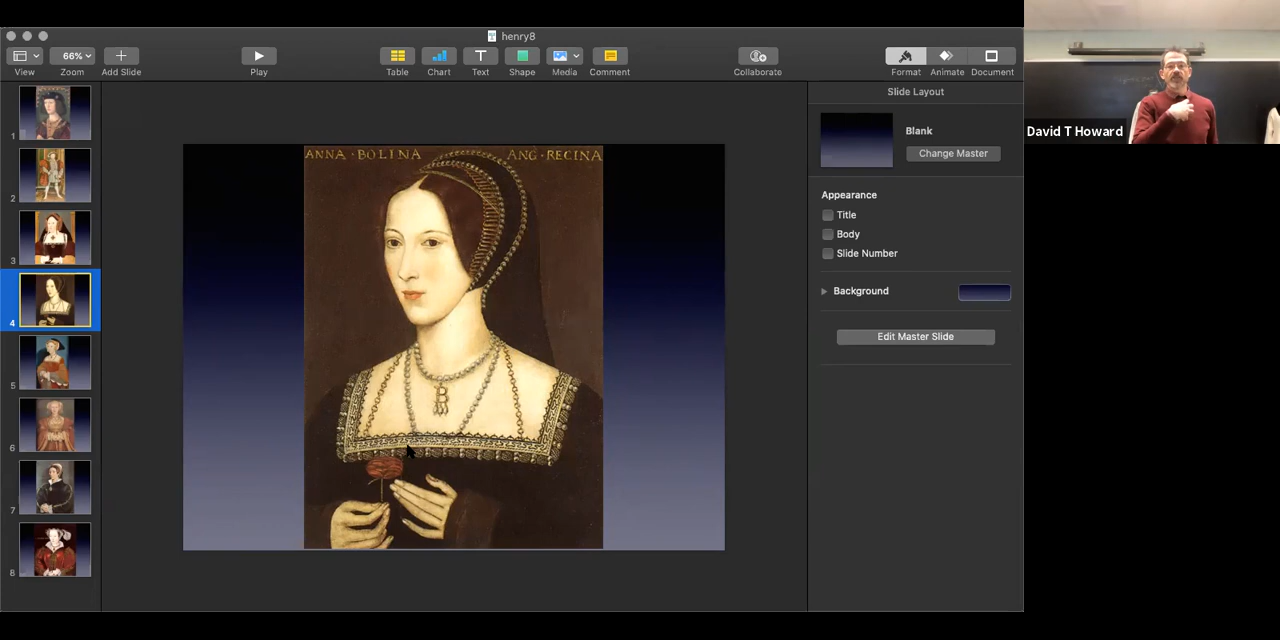 henry8
66%
View
Zoom
Add Slide
Play
Table
Chart
Text
Shape
Media
Comment
Collaborate
Format
Animate
Document
1
2
3
4
5
6
7
8
ANNA·BOLINA ANG·REGINA
Slide Layout
Blank
Change Master
Appearance
Title
Body
Slide Number
Background
Edit Master Slide
David T Howard